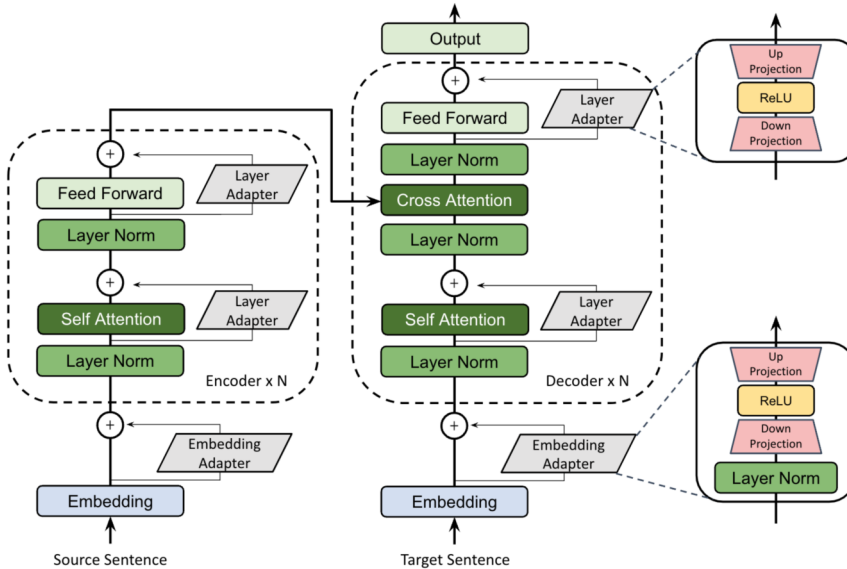 Output
+
Feed Forward
Layer
Adapter
Layer Norm
Cross Attention
Layer Norm
+
Self Attention
Layer
Adapter
Layer Norm
Decoder x N
+
Embedding
Adapter
Embedding
Target Sentence
+
Feed Forward
Layer
Adapter
Layer Norm
+
Self Attention
Layer
Adapter
Layer Norm
Encoder x N
+
Embedding
Adapter
Embedding
Source Sentence
Up
Projection
ReLU
Down
Projection
Up
Projection
ReLU
Down
Projection
Layer Norm